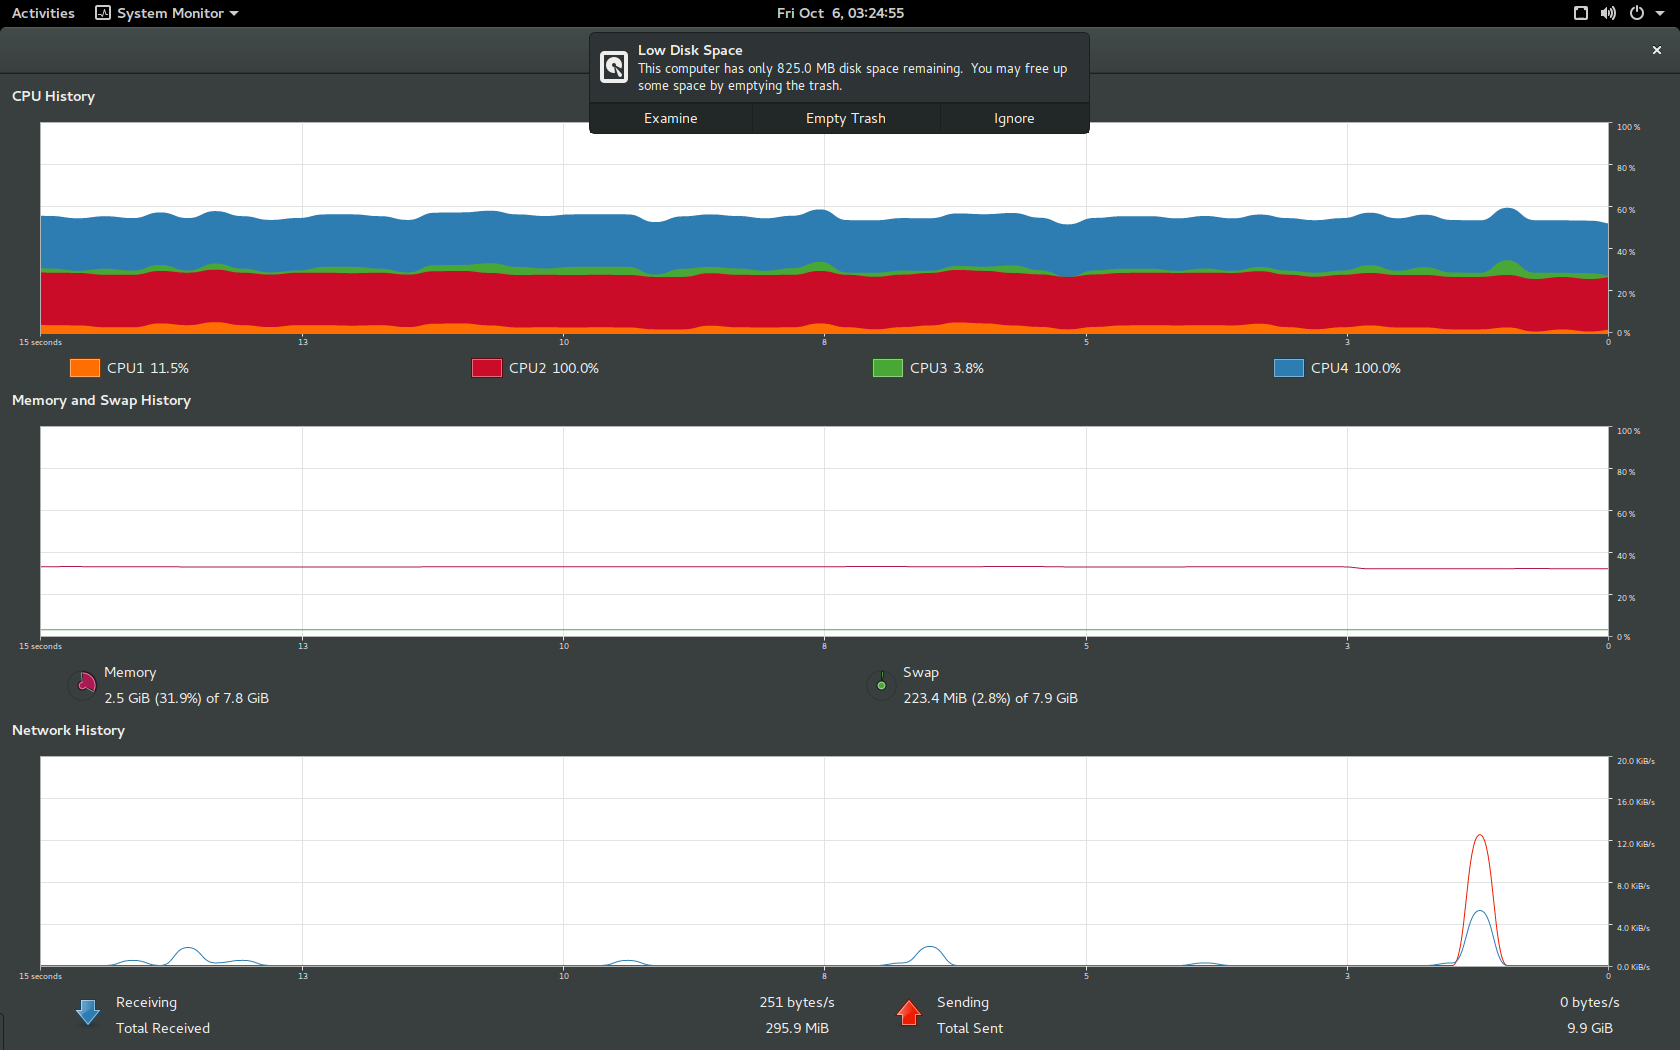 Activities
System Monitor
Fri Oct 6, 03:24:55
Low Disk Space
This computer has only 825.0 MB disk space remaining. You may free up
some space by emptying the trash.
Examine
Empty Trash
Ignore
CPU History
100 %
80 %
60 %
40 %
20 %
0 %
15 seconds 13 10 8 5 3 0
CPU1 11.5%
CPU2 100.0%
CPU3 3.8%
CPU4 100.0%
Memory and Swap History
100 %
80 %
60 %
40 %
20 %
0 %
15 seconds 13 10 8 5 3 0
Memory
2.5 GiB (31.9%) of 7.8 GiB
Swap
223.4 MiB (2.8%) of 7.9 GiB
Network History
20.0 KiB/s
16.0 KiB/s
12.0 KiB/s
8.0 KiB/s
4.0 KiB/s
0.0 KiB/s
15 seconds 13 10 8 5 3 0
Receiving 251 bytes/s
Total Received 295.9 MiB
Sending 0 bytes/s
Total Sent 9.9 GiB